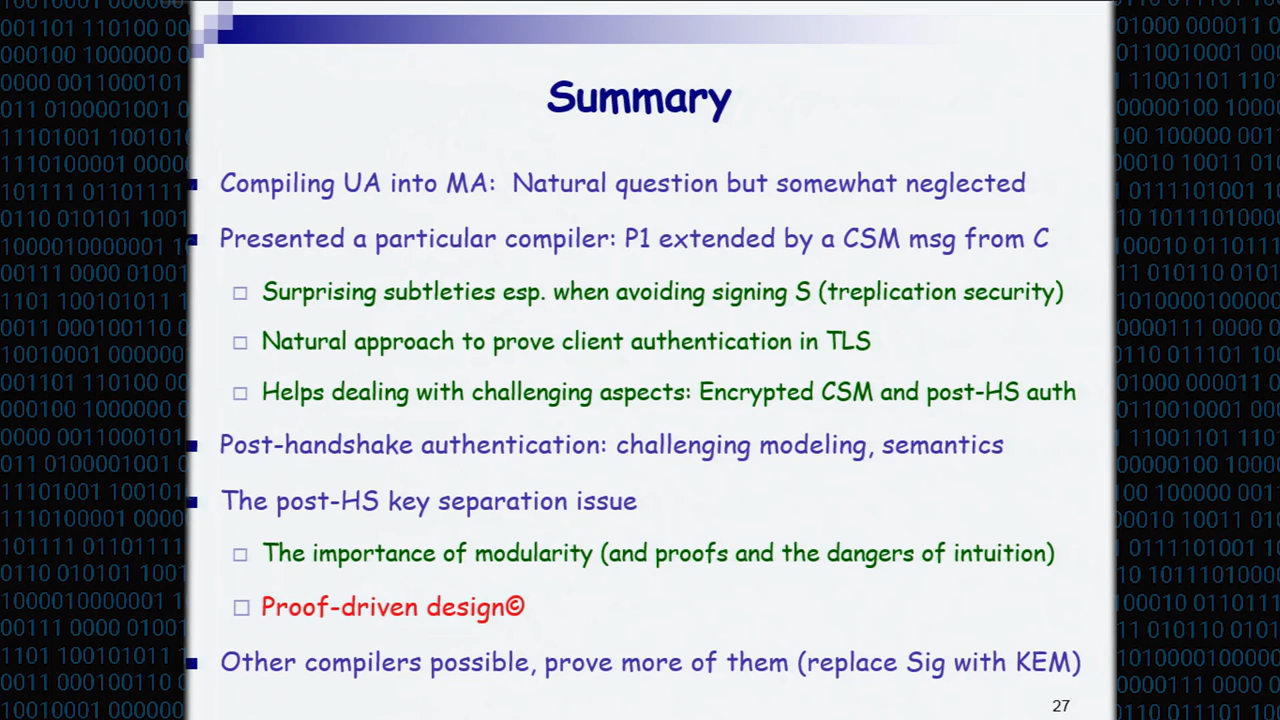 Summary
Compiling UA into MA: Natural question but somewhat neglected
Presented a particular compiler: P1 extended by a CSM msg from C
Surprising subtleties esp. when avoiding signing S (treplication security)
Natural approach to prove client authentication in TLS
Helps dealing with challenging aspects: Encrypted CSM and post-HS auth
Post-handshake authentication: challenging modeling, semantics
The post-HS key separation issue
The importance of modularity (and proofs and the dangers of intuition)
Proof-driven design©
Other compilers possible, prove more of them (replace Sig with KEM)
27